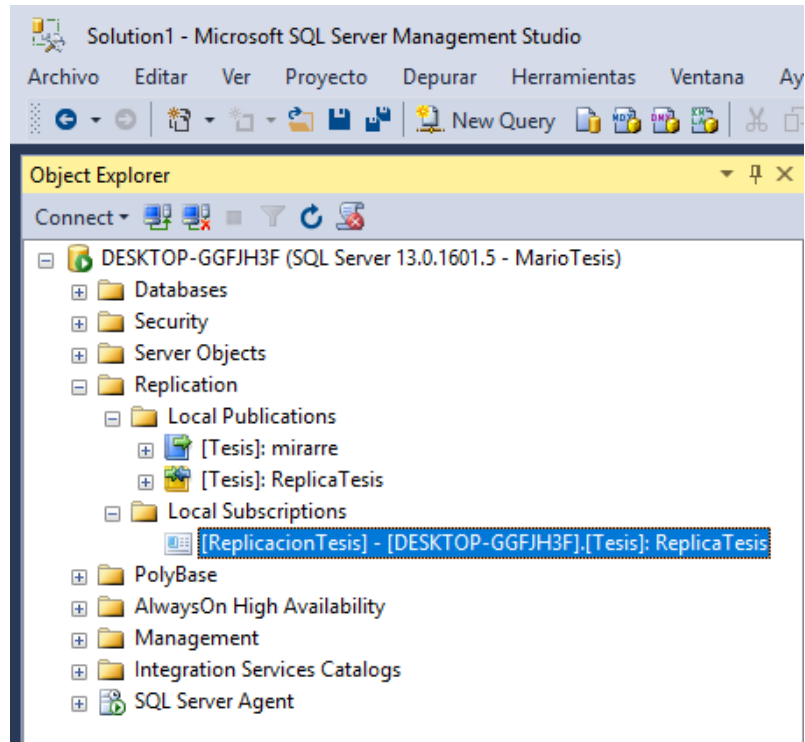 Solution1 - Microsoft SQL Server Management Studio
Archivo Editar Ver Proyecto Depurar Herramientas Ventana Ay
New Query
Object Explorer
Connect
DESKTOP-GGFJH3F (SQL Server 13.0.1601.5 - MarioTesis)
Databases
Security
Server Objects
Replication
Local Publications
[Tesis]: mirarre
[Tesis]: ReplicaTesis
Local Subscriptions
[ReplicacionTesis] - [DESKTOP-GGFJH3F].[Tesis]: ReplicaTesis
PolyBase
AlwaysOn High Availability
Management
Integration Services Catalogs
SQL Server Agent